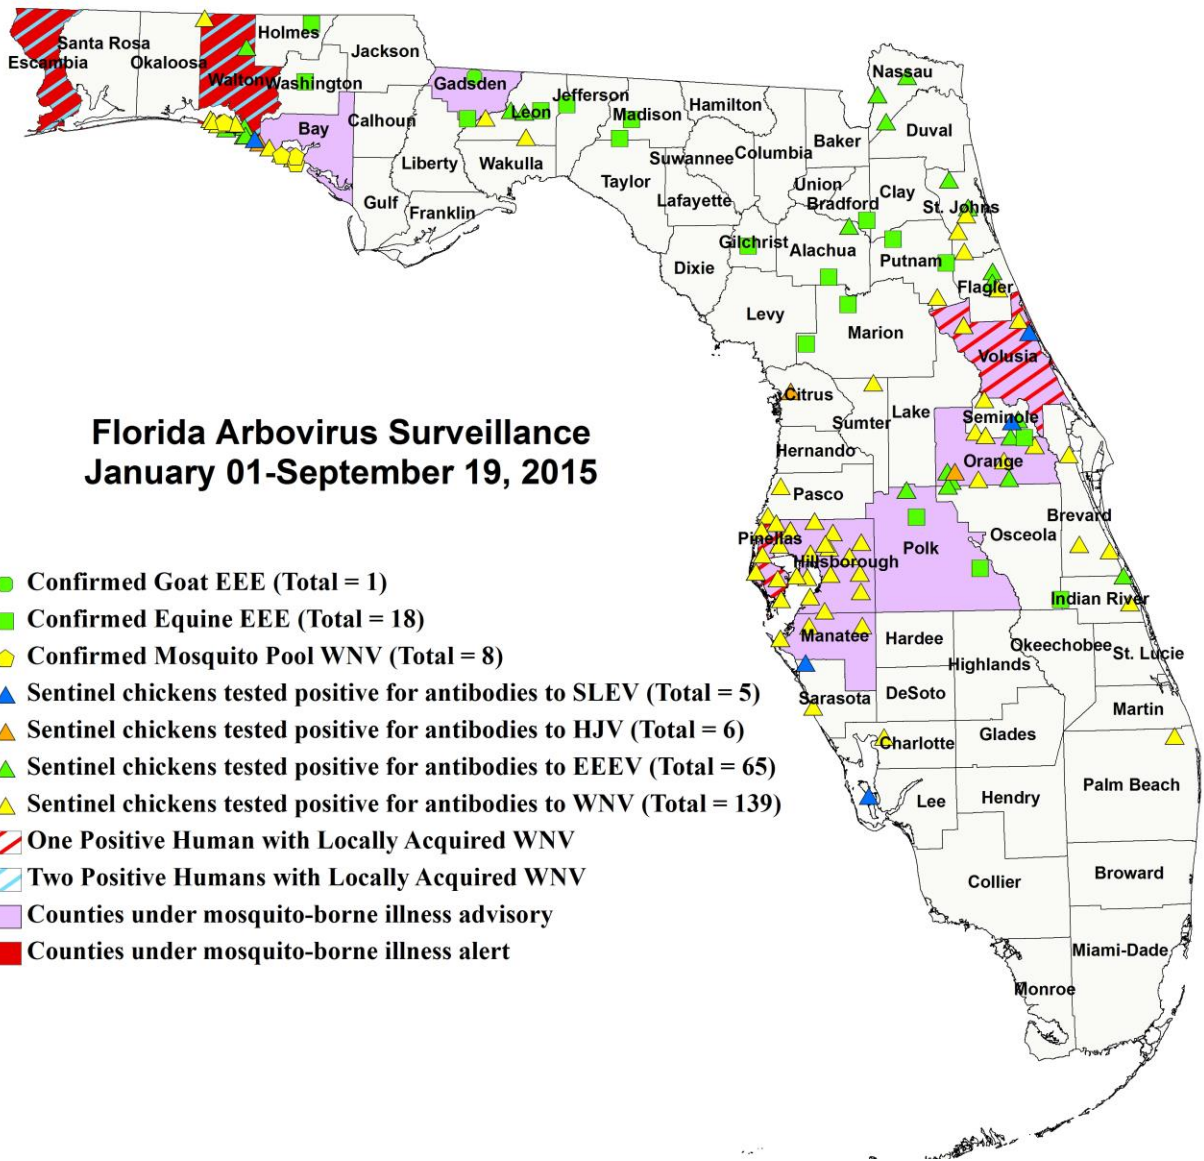 Holmes
Jackson
Santa Rosa
Escambia
Okaloosa
Walton
Washington
Gadsden
Nassau
Jefferson
Leon
Madison
Hamilton
Bay
Calhoun
Duval
Baker
Liberty
Wakulla
Suwannee
Columbia
Taylor
Union
Clay
Lafayette
Bradford
St. Johns
Gulf
Franklin
Gilchrist
Alachua
Putnam
Dixie
Flagler
Levy
Marion
Volusia
Citrus
Lake
Seminole
Sumter
Hernando
Orange
Florida Arbovirus Surveillance
January 01-September 19, 2015
Pasco
Brevard
Pinellas
Polk
Osceola
Hillsborough
Indian River
Manatee
Hardee
Okeechobee
St. Lucie
Highlands
DeSoto
Sarasota
Martin
Charlotte
Glades
Palm Beach
Lee
Hendry
Collier
Broward
Miami-Dade
Monroe
Confirmed Goat EEE (Total = 1)
Confirmed Equine EEE (Total = 18)
Confirmed Mosquito Pool WNV (Total = 8)
Sentinel chickens tested positive for antibodies to SLEV (Total = 5)
Sentinel chickens tested positive for antibodies to HJV (Total = 6)
Sentinel chickens tested positive for antibodies to EEEV (Total = 65)
Sentinel chickens tested positive for antibodies to WNV (Total = 139)
One Positive Human with Locally Acquired WNV
Two Positive Humans with Locally Acquired WNV
Counties under mosquito-borne illness advisory
Counties under mosquito-borne illness alert